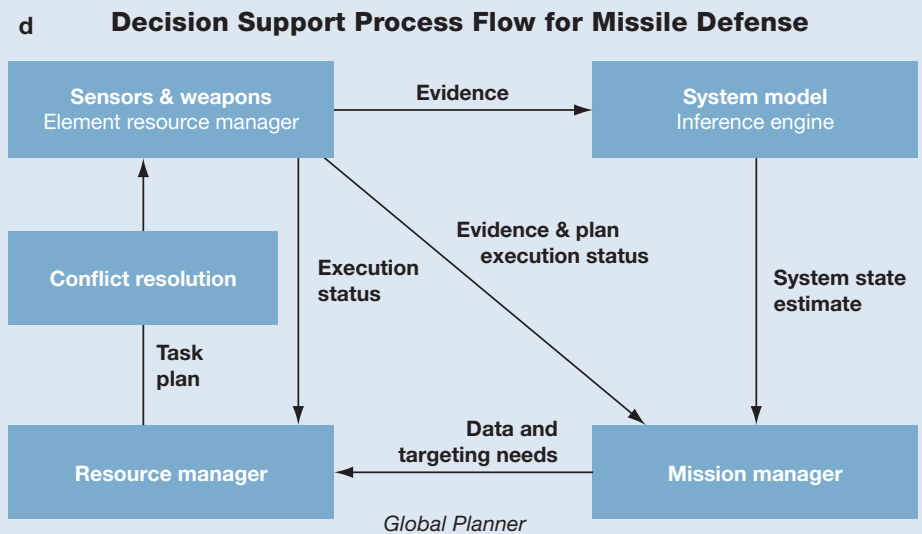 d
Decision Support Process Flow for Missile Defense
Sensors & weapons
Element resource manager
Evidence
System model
Inference engine
Conflict resolution
Execution
status
Evidence & plan
execution status
System state
estimate
Task
plan
Resource manager
Data and
targeting needs
Mission manager
Global Planner